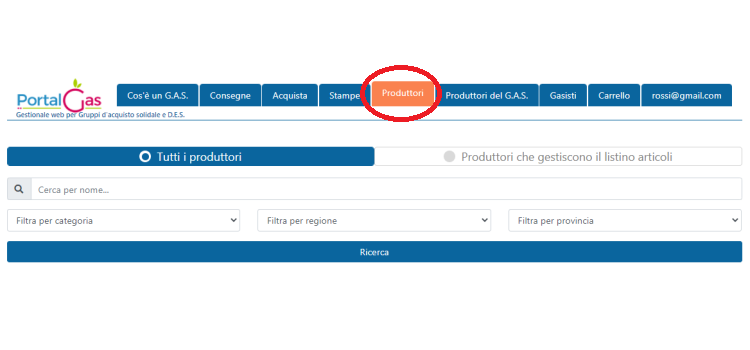 PortalGas
Cos'è un G.A.S. Consegne Acquista Stampe Produttori Produttori del G.A.S. Gasisti Carrello rossi@gmail.com
Gestionale web per Gruppi d'acquisto solidale e D.E.S.
Tutti i produttori Produttori che gestiscono il listino articoli
Cerca per nome...
Filtra per categoria Filtra per regione Filtra per provincia
Ricerca